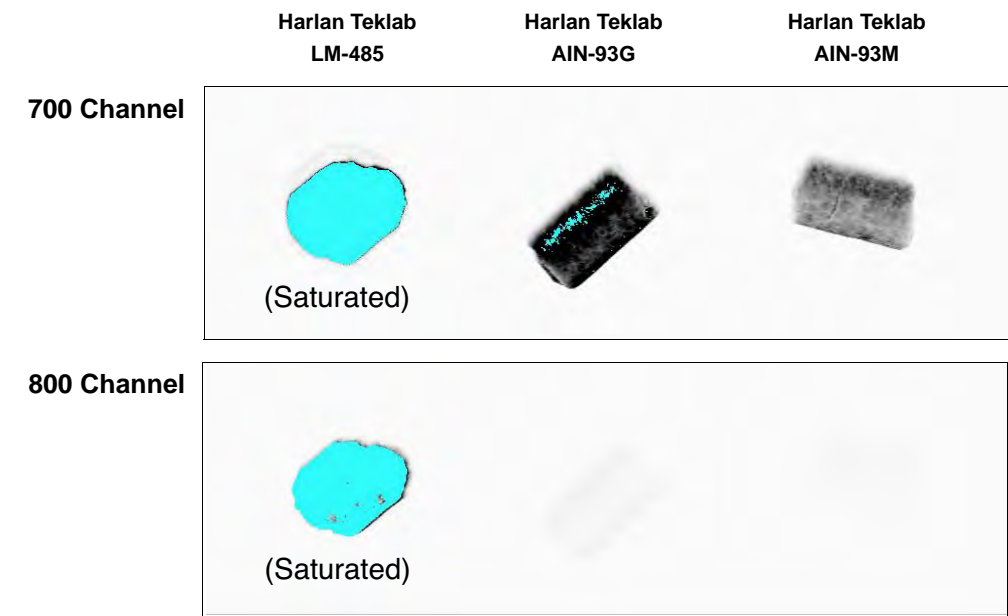 Harlan Teklab
LM-485
Harlan Teklab
AIN-93G
Harlan Teklab
AIN-93M
700 Channel
(Saturated)
800 Channel
(Saturated)